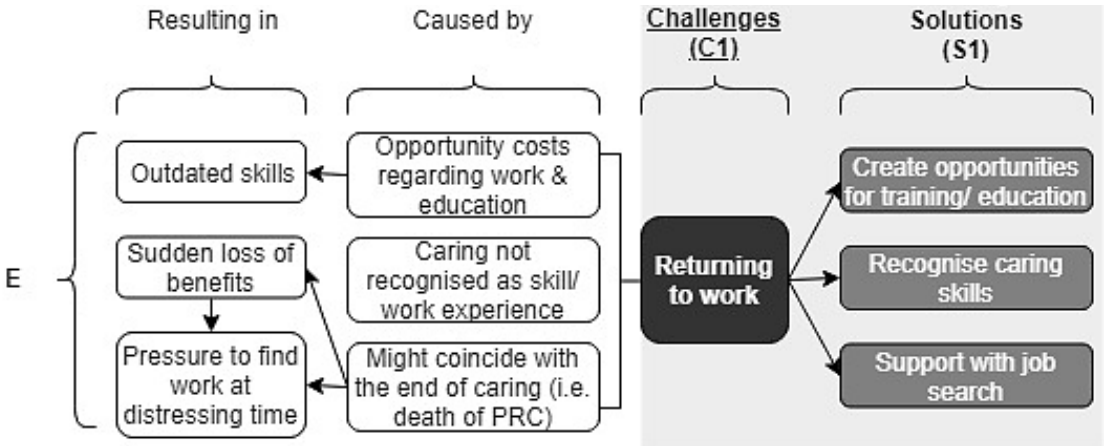 Resulting in
Caused by
Challenges
(C1)
Solutions
(S1)
E
Outdated skills
Sudden loss of
benefits
Pressure to find
work at
distressing time
Opportunity costs
regarding work &
education
Caring not
recognised as skill/
work experience
Might coincide with
the end of caring (i.e.
death of PRC)
Returning
to work
Create opportunities
for training/ education
Recognise caring
skills
Support with job
search